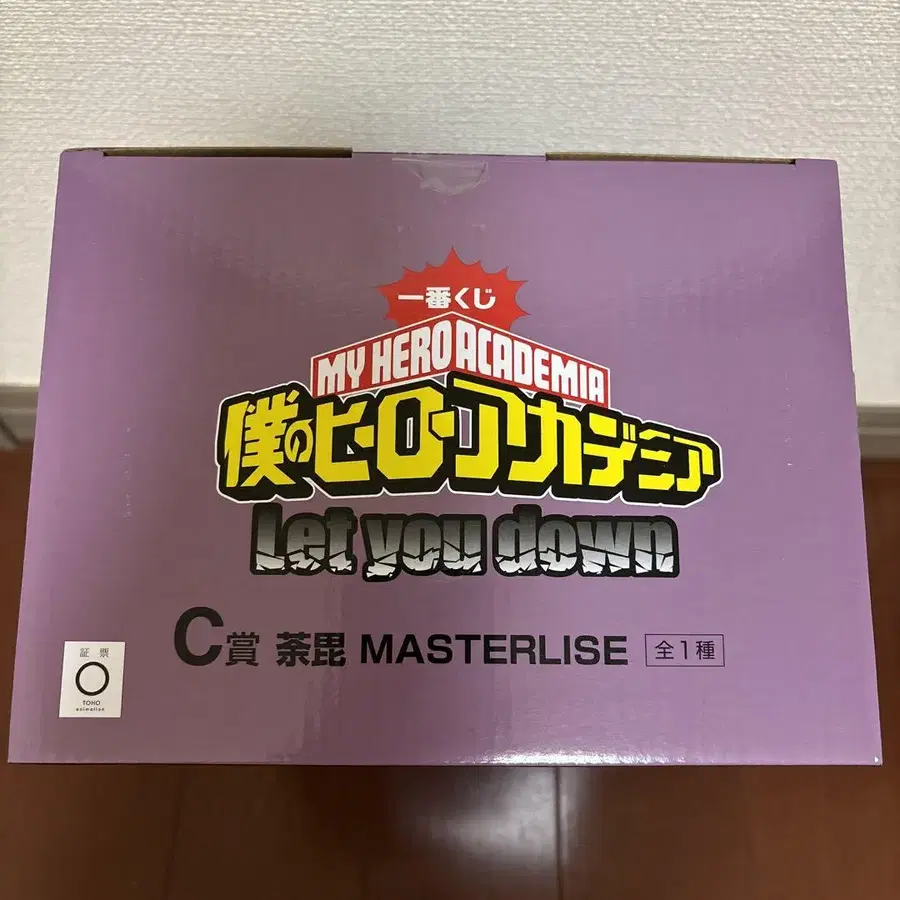 一番くじ
MY HERO ACADEMIA
僕のヒーローアカデミア
Let you down
C賞 荼毘 MASTERLISE 全1種
証票
TOHO
animation